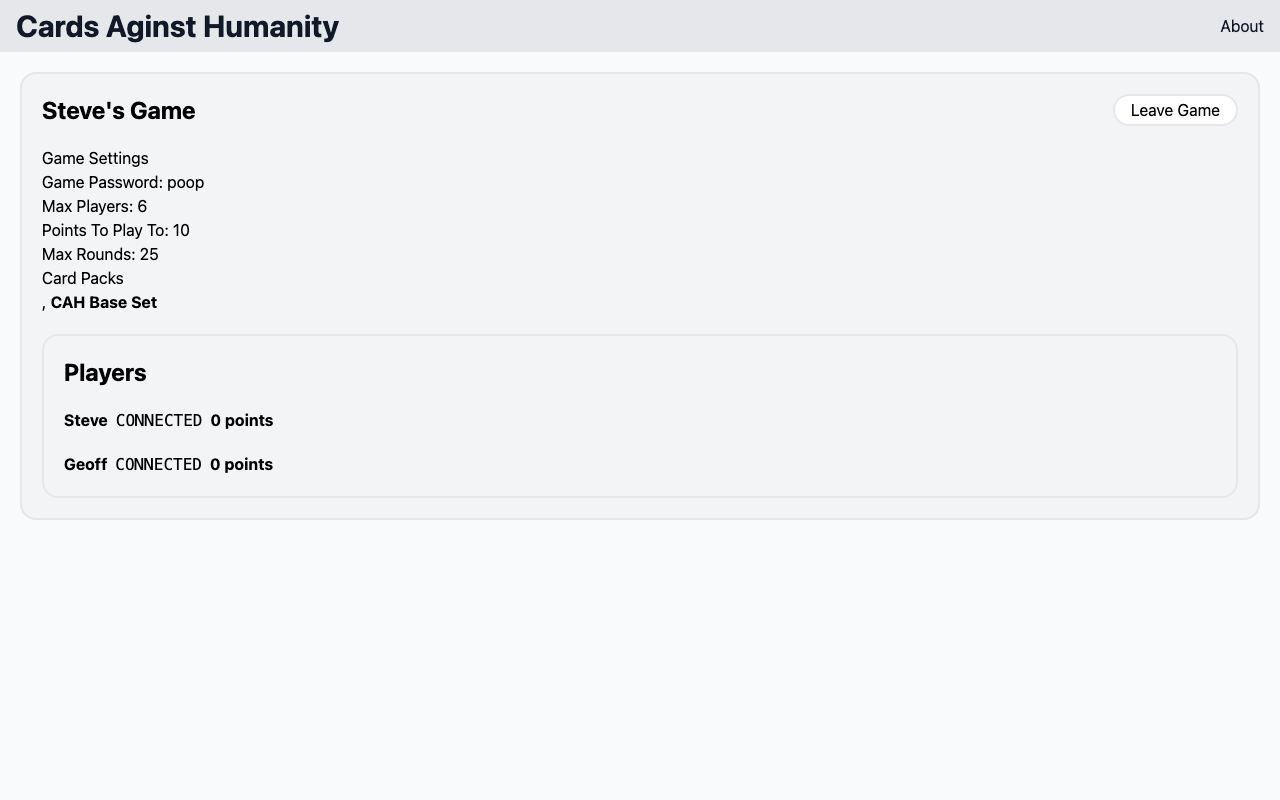 Cards Aginst Humanity
About
Steve's Game
Leave Game
Game Settings
Game Password: poop
Max Players: 6
Points To Play To: 10
Max Rounds: 25
Card Packs
, CAH Base Set
Players
Steve CONNECTED 0 points
Geoff CONNECTED 0 points